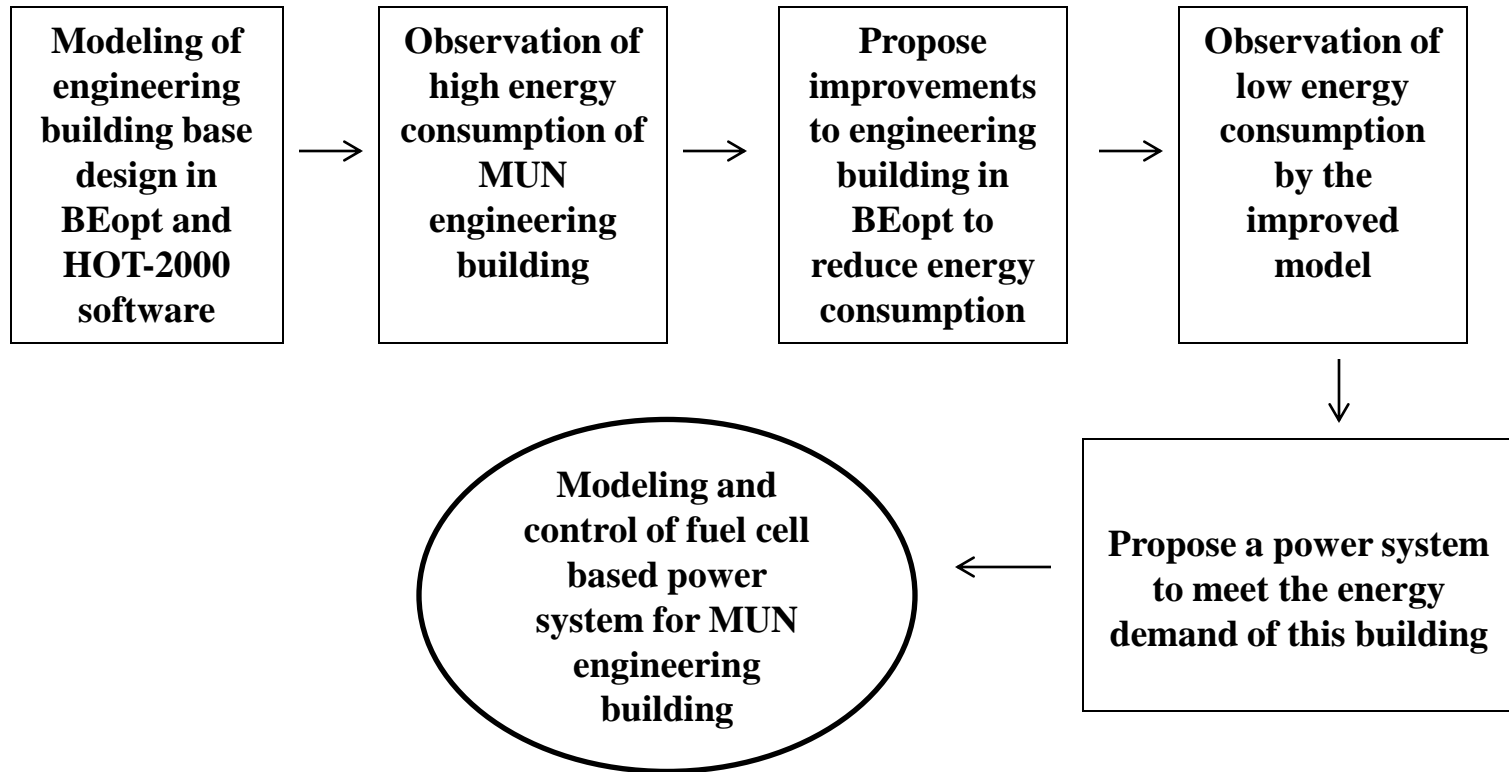 Modeling of
engineering
building base
design in
BEopt and
HOT-2000
software
Observation of
high energy
consumption of
MUN
engineering
building
Propose
improvements
to engineering
building in
BEopt to
reduce energy
consumption
Observation of
low energy
consumption
by the
improved
model
Propose a power system
to meet the energy
demand of this building
Modeling and
control of fuel cell
based power
system for MUN
engineering
building